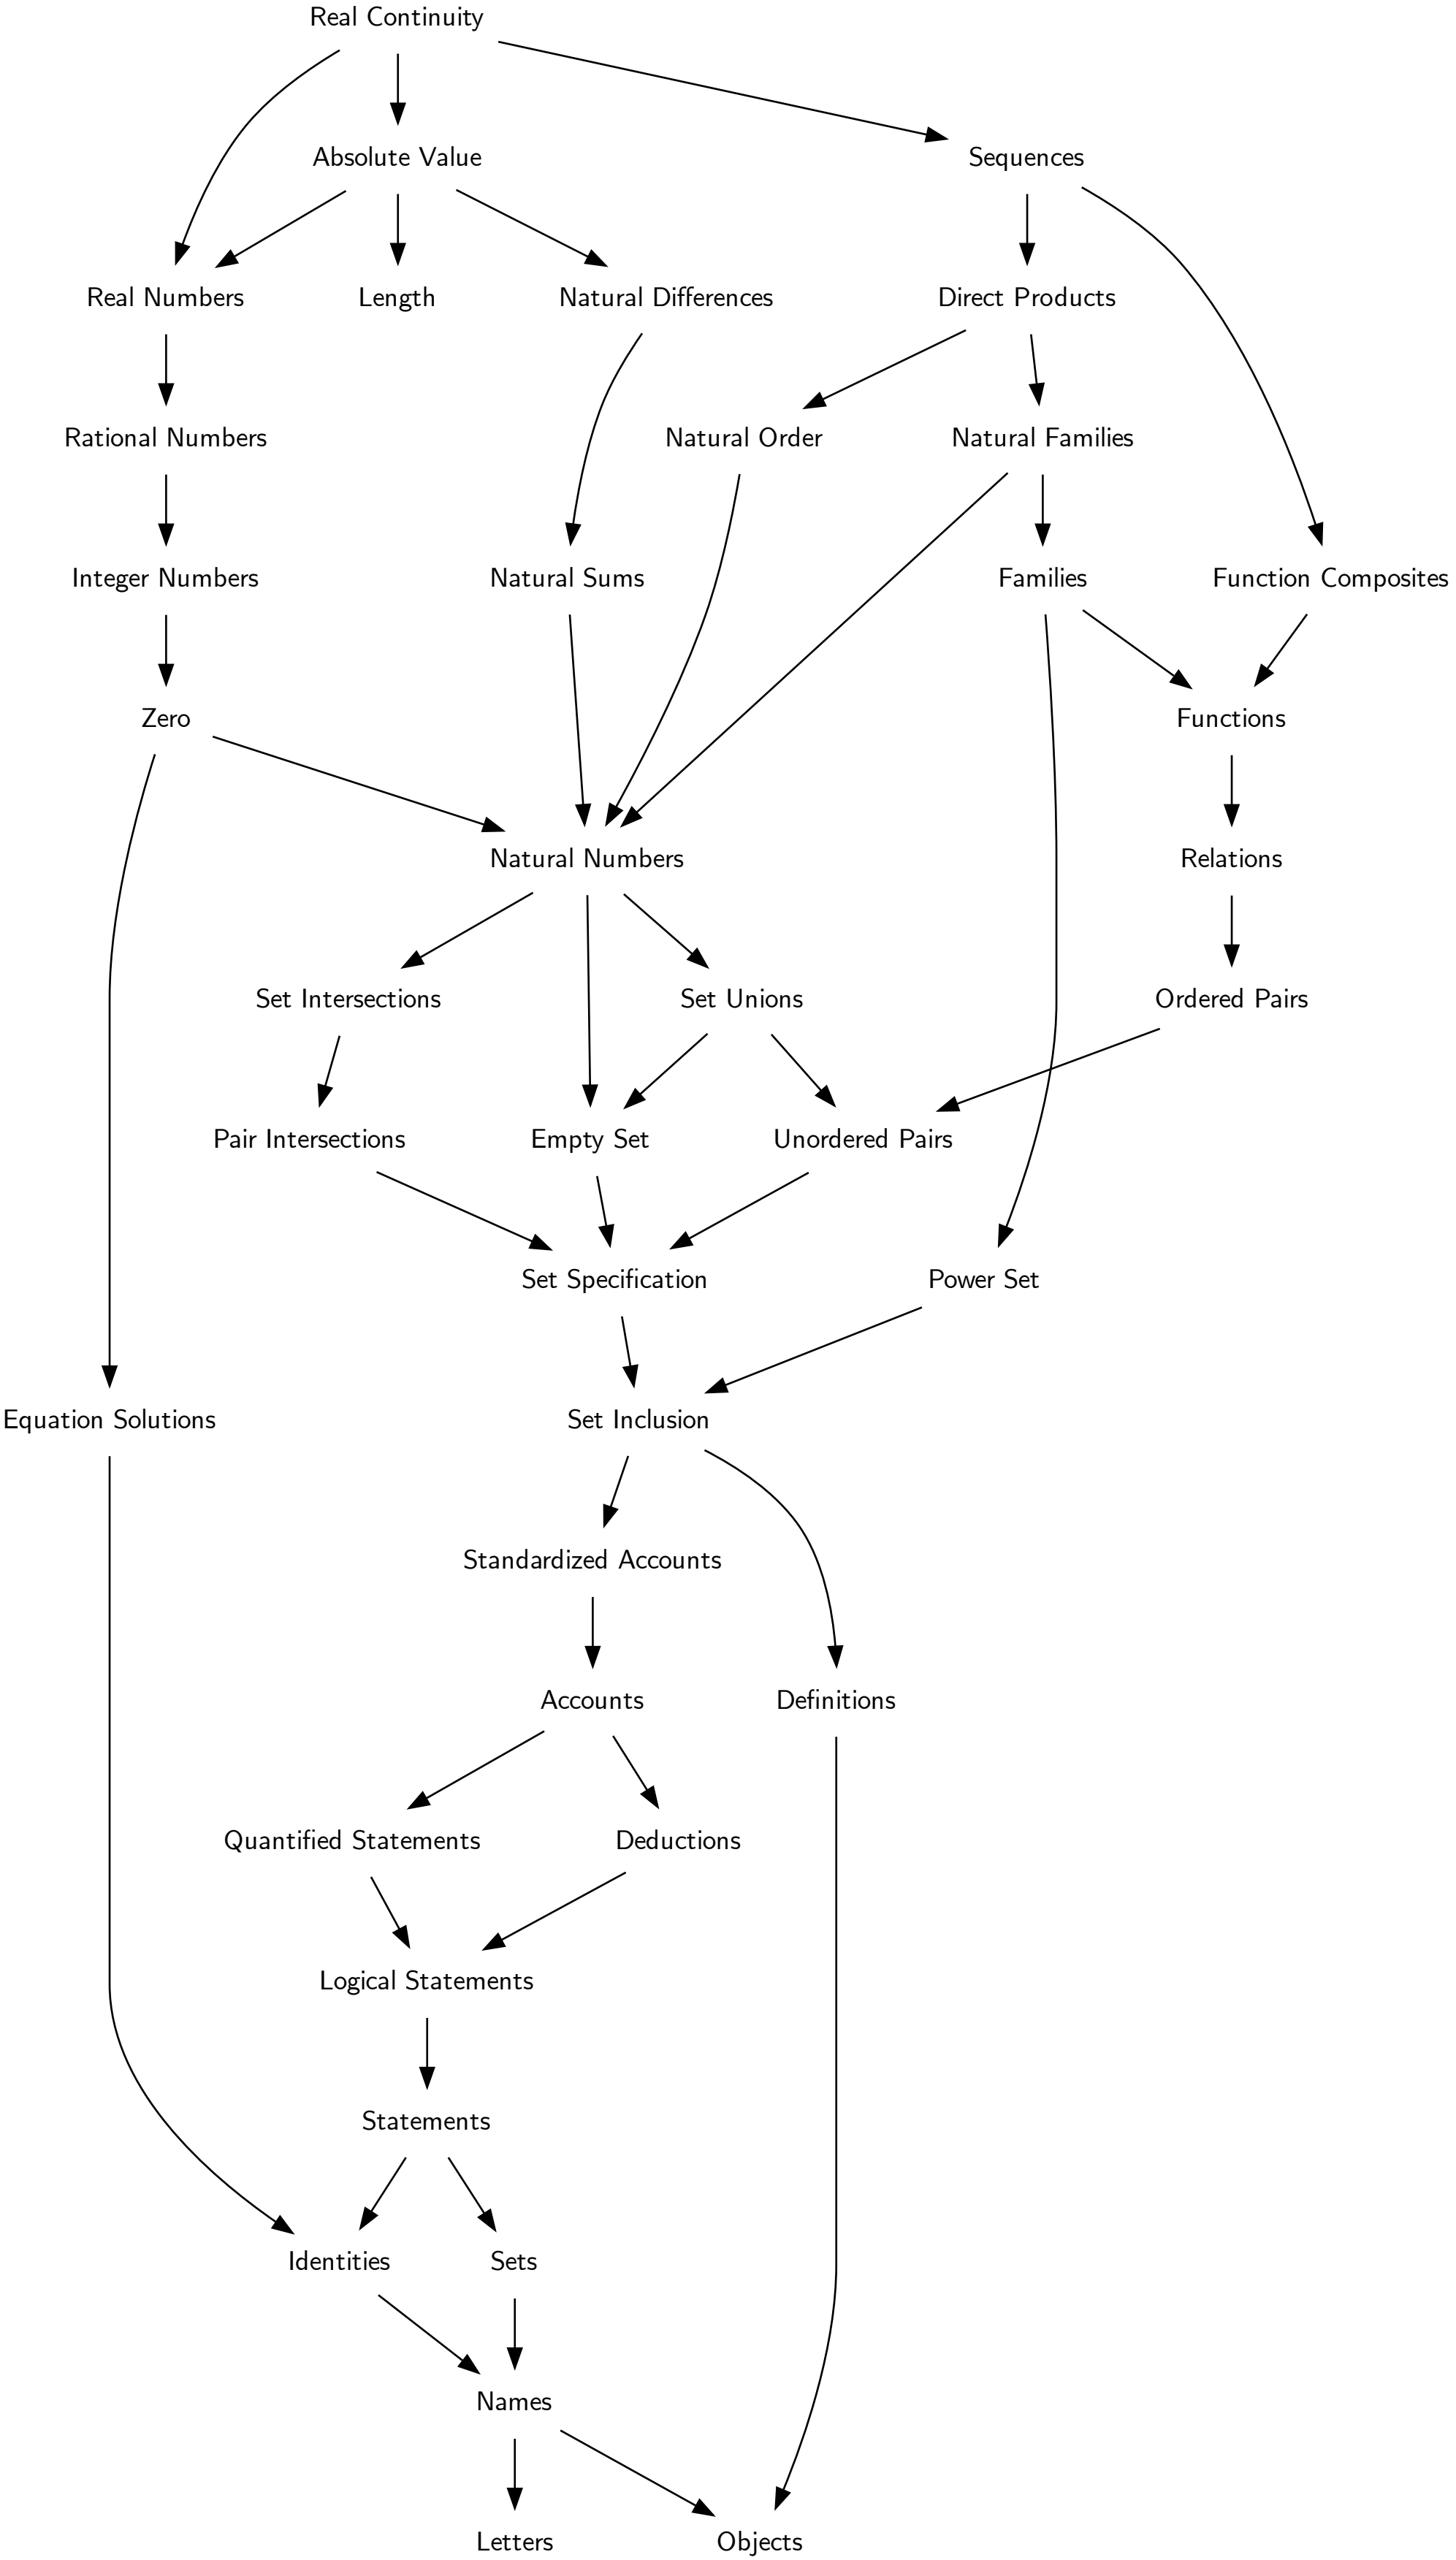 Real Continuity
Absolute Value
Sequences
Real Numbers
Length
Natural Differences
Direct Products
Rational Numbers
Natural Order
Natural Families
Integer Numbers
Natural Sums
Families
Function Composites
Zero
Functions
Natural Numbers
Relations
Set Intersections
Set Unions
Ordered Pairs
Pair Intersections
Empty Set
Unordered Pairs
Set Specification
Power Set
Equation Solutions
Set Inclusion
Standardized Accounts
Accounts
Definitions
Quantified Statements
Deductions
Logical Statements
Statements
Identities
Sets
Names
Letters
Objects